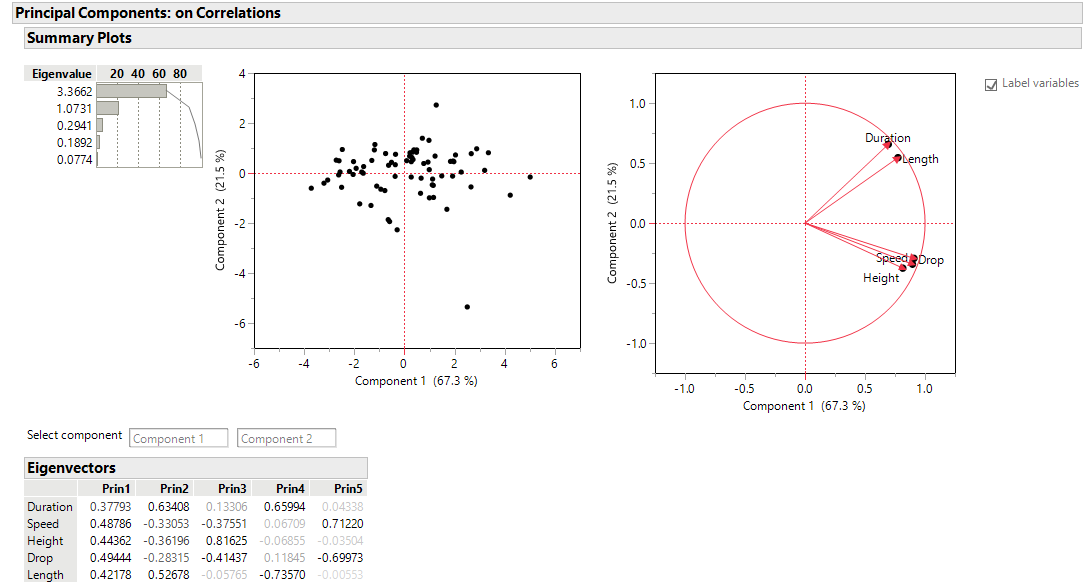 Principal Components: on Correlations
Summary Plots
Eigenvalue 20 40 60 80
3.3662
1.0731
0.2941
0.1892
0.0774
4
2
0
-2
-4
-6
Component 2 (21.5 %)
-6 -4 -2 0 2 4 6
Component 1 (67.3 %)
1.0
0.5
0.0
-0.5
-1.0
Component 2 (21.5 %)
Duration
Length
Speed
Drop
Height
-1.0 -0.5 0.0 0.5 1.0
Component 1 (67.3 %)
Label variables
Select component Component 1 Component 2
Eigenvectors
Prin1 Prin2 Prin3 Prin4 Prin5
Duration 0.37793 0.63408 0.13306 0.65994 0.04338
Speed 0.48786 -0.33053 -0.37551 0.06709 0.71220
Height 0.44362 -0.36196 0.81625 -0.06855 -0.03504
Drop 0.49444 -0.28315 -0.41437 0.11845 -0.69973
Length 0.42178 0.52678 -0.05765 -0.73570 -0.00553